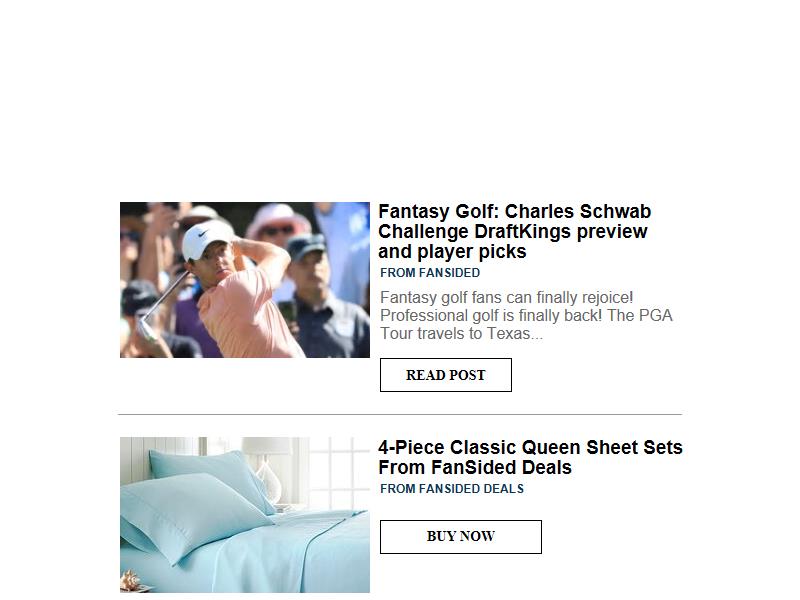 Fantasy Golf: Charles Schwab
Challenge DraftKings preview
and player picks
FROM FANSIDED
Fantasy golf fans can finally rejoice!
Professional golf is finally back! The PGA
Tour travels to Texas...
READ POST
4-Piece Classic Queen Sheet Sets
From FanSided Deals
FROM FANSIDED DEALS
BUY NOW